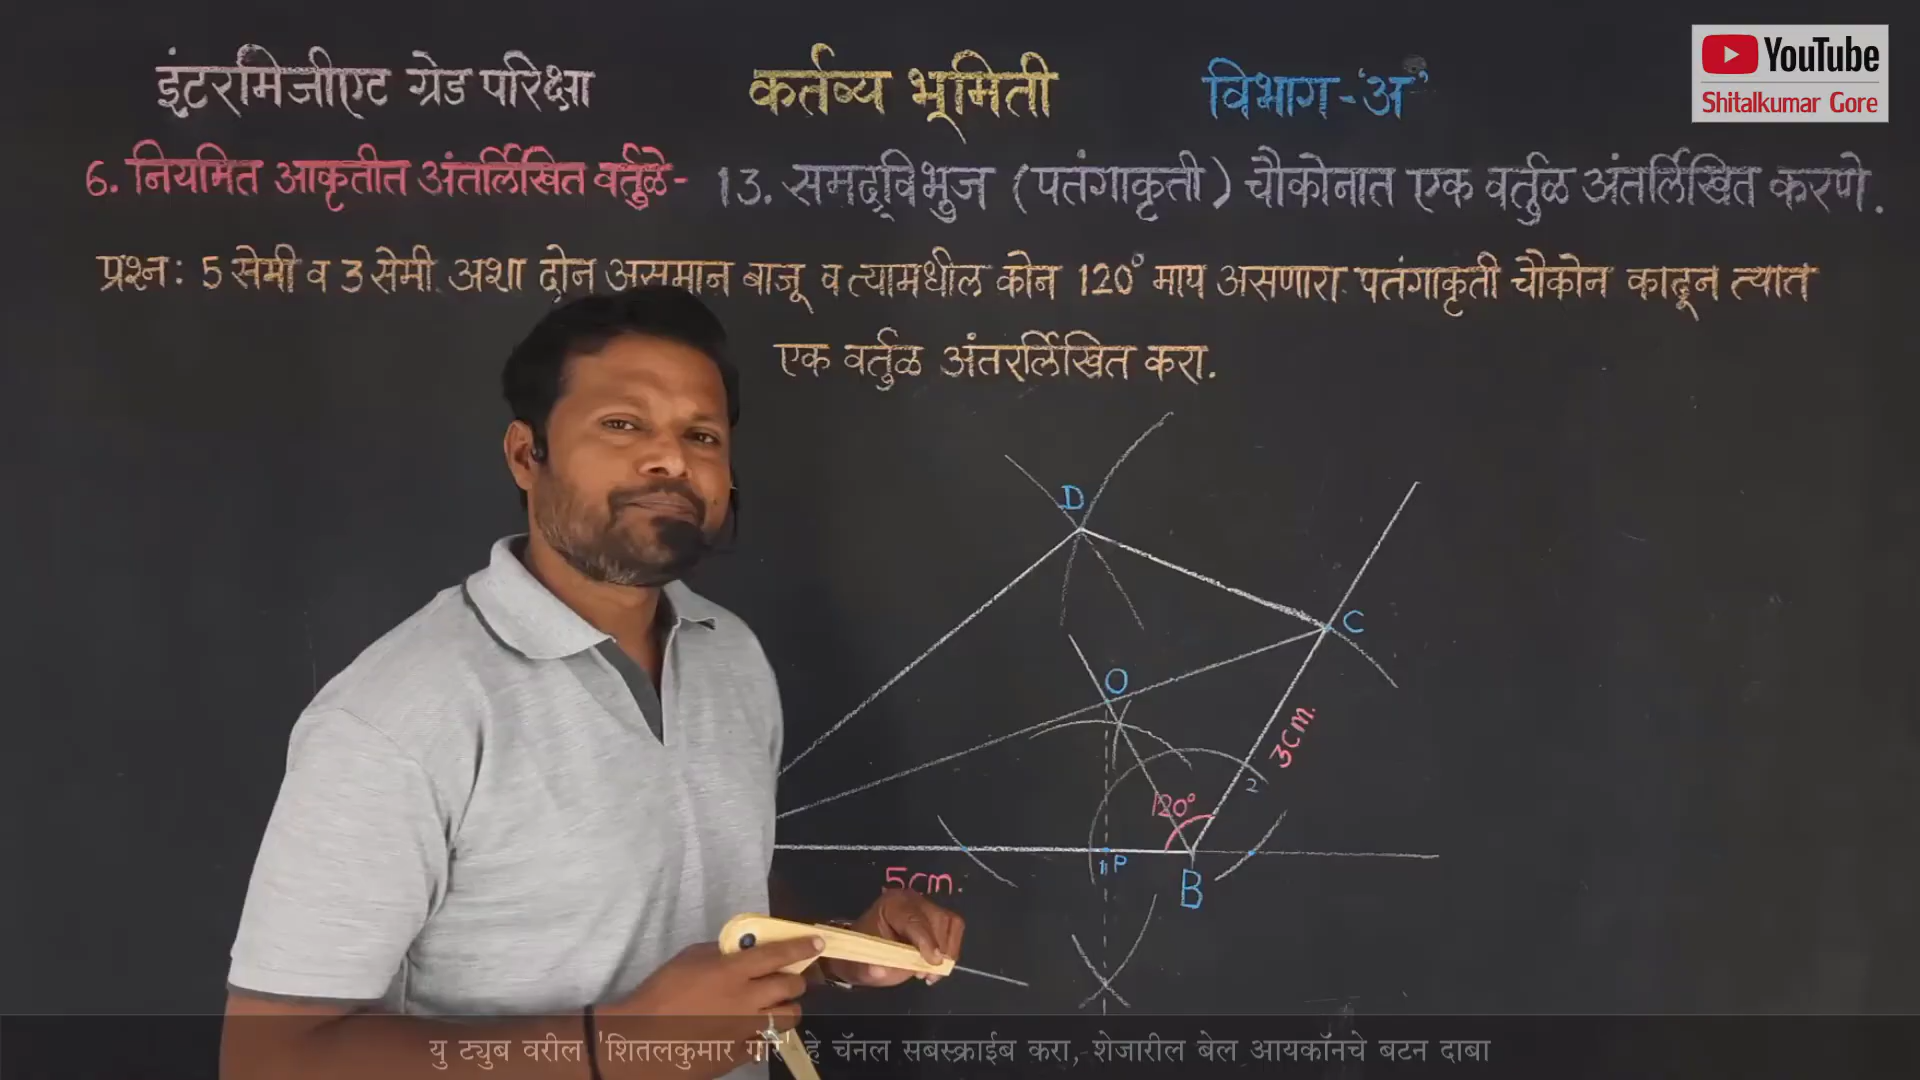 इंटरमिजीएट ग्रेड परिक्षा कर्तव्य भूमिती विभाग-'अ'
YouTube
Shitalkumar Gore
6. नियमित आकृतीत अंतर्लिखित वर्तुळे- 13. समद्विभुज (पतंगाकृती) चौकोनात एक वर्तुळ अंतर्लिखित करणे.
प्रश्न: 5 सेमी व 3 सेमी. अशा दोन असमान बाजू व त्यामधील कोन 120° माप असणारा पतंगाकृती चौकोन काढून त्यात
एक वर्तुळ अंतरर्लिखित करा.
D
C
O
3cm.
2
120°
1 P
B
5cm.
यु ट्युब वरील 'शितलकुमार गोरे' हे चॅनल सबस्क्राईब करा, शेजारील बेल आयकॉनचे बटन दाबा